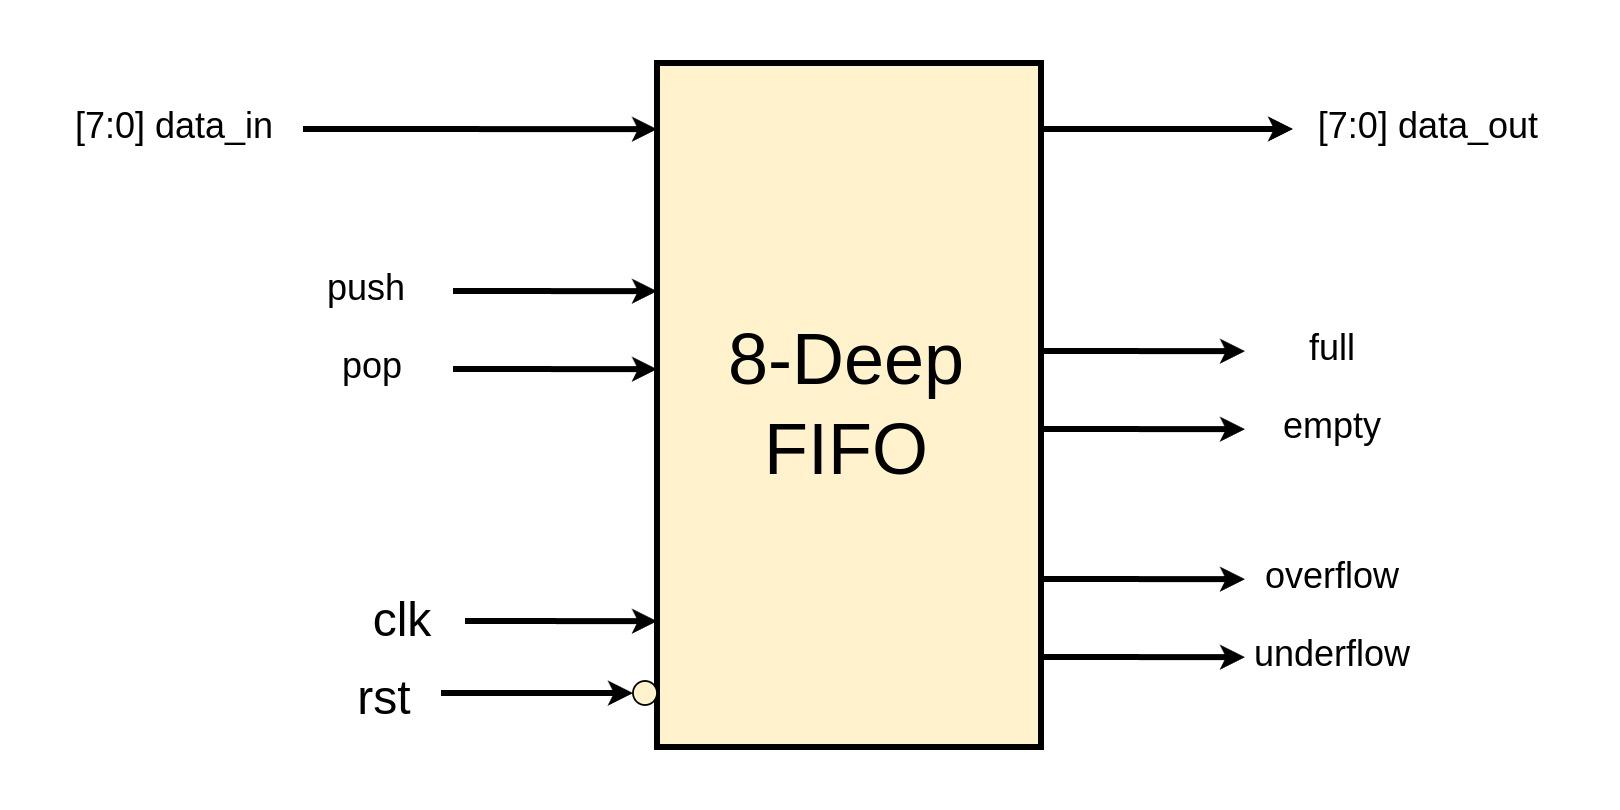 [7:0] data_in
[7:0] data_out
push
pop
8-Deep
FIFO
full
empty
clk
rst
overflow
underflow